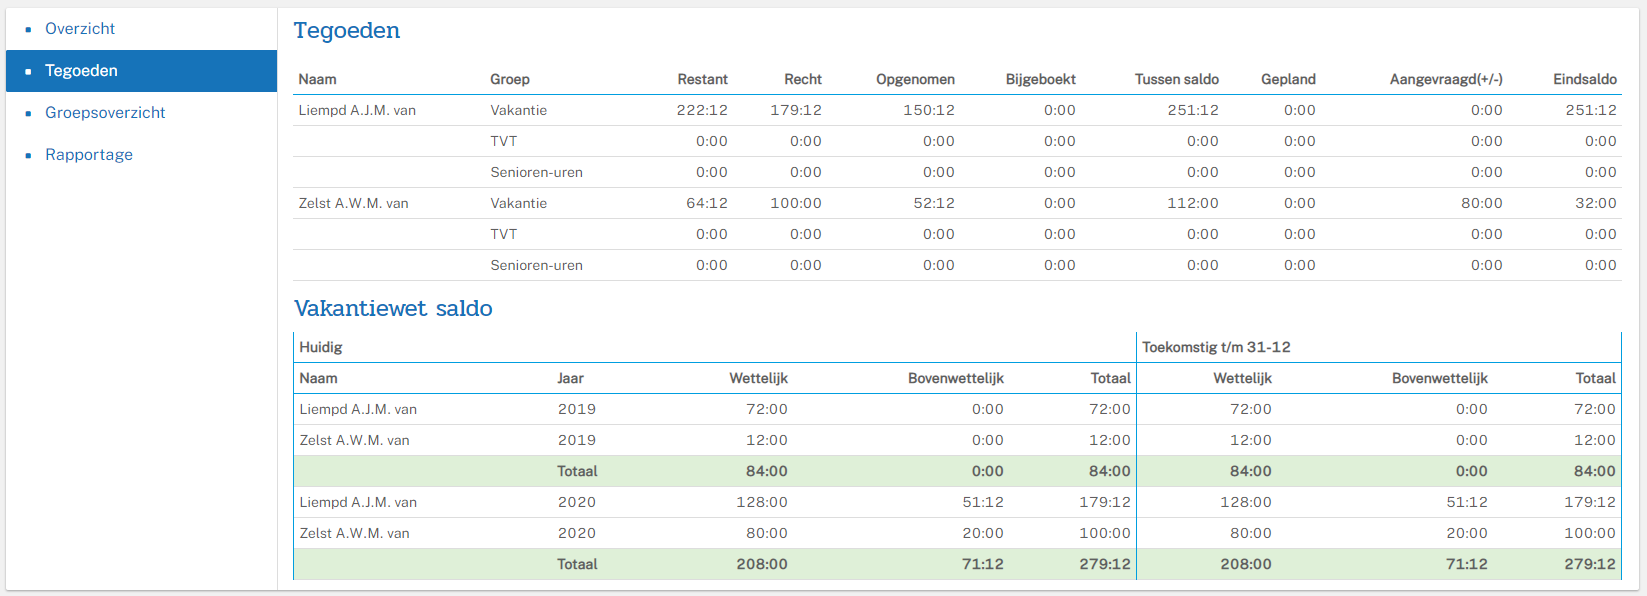 Overzicht
Tegoeden
Groepsoverzicht
Rapportage
Tegoeden
Naam Groep Restant Recht Opgenomen Bijgeboekt Tussen saldo Gepland Aangevraagd(+/-) Eindsaldo
Liempd A.J.M. van Vakantie 222:12 179:12 150:12 0:00 251:12 0:00 0:00 251:12
TVT 0:00 0:00 0:00 0:00 0:00 0:00 0:00 0:00
Senioren-uren 0:00 0:00 0:00 0:00 0:00 0:00 0:00 0:00
Zelst A.W.M. van Vakantie 64:12 100:00 52:12 0:00 112:00 0:00 80:00 32:00
TVT 0:00 0:00 0:00 0:00 0:00 0:00 0:00 0:00
Senioren-uren 0:00 0:00 0:00 0:00 0:00 0:00 0:00 0:00
Vakantiewet saldo
Huidig Toekomstig t/m 31-12
Naam Jaar Wettelijk Bovenwettelijk Totaal Wettelijk Bovenwettelijk Totaal
Liempd A.J.M. van 2019 72:00 0:00 72:00 72:00 0:00 72:00
Zelst A.W.M. van 2019 12:00 0:00 12:00 12:00 0:00 12:00
Totaal 84:00 0:00 84:00 84:00 0:00 84:00
Liempd A.J.M. van 2020 128:00 51:12 179:12 128:00 51:12 179:12
Zelst A.W.M. van 2020 80:00 20:00 100:00 80:00 20:00 100:00
Totaal 208:00 71:12 279:12 208:00 71:12 279:12